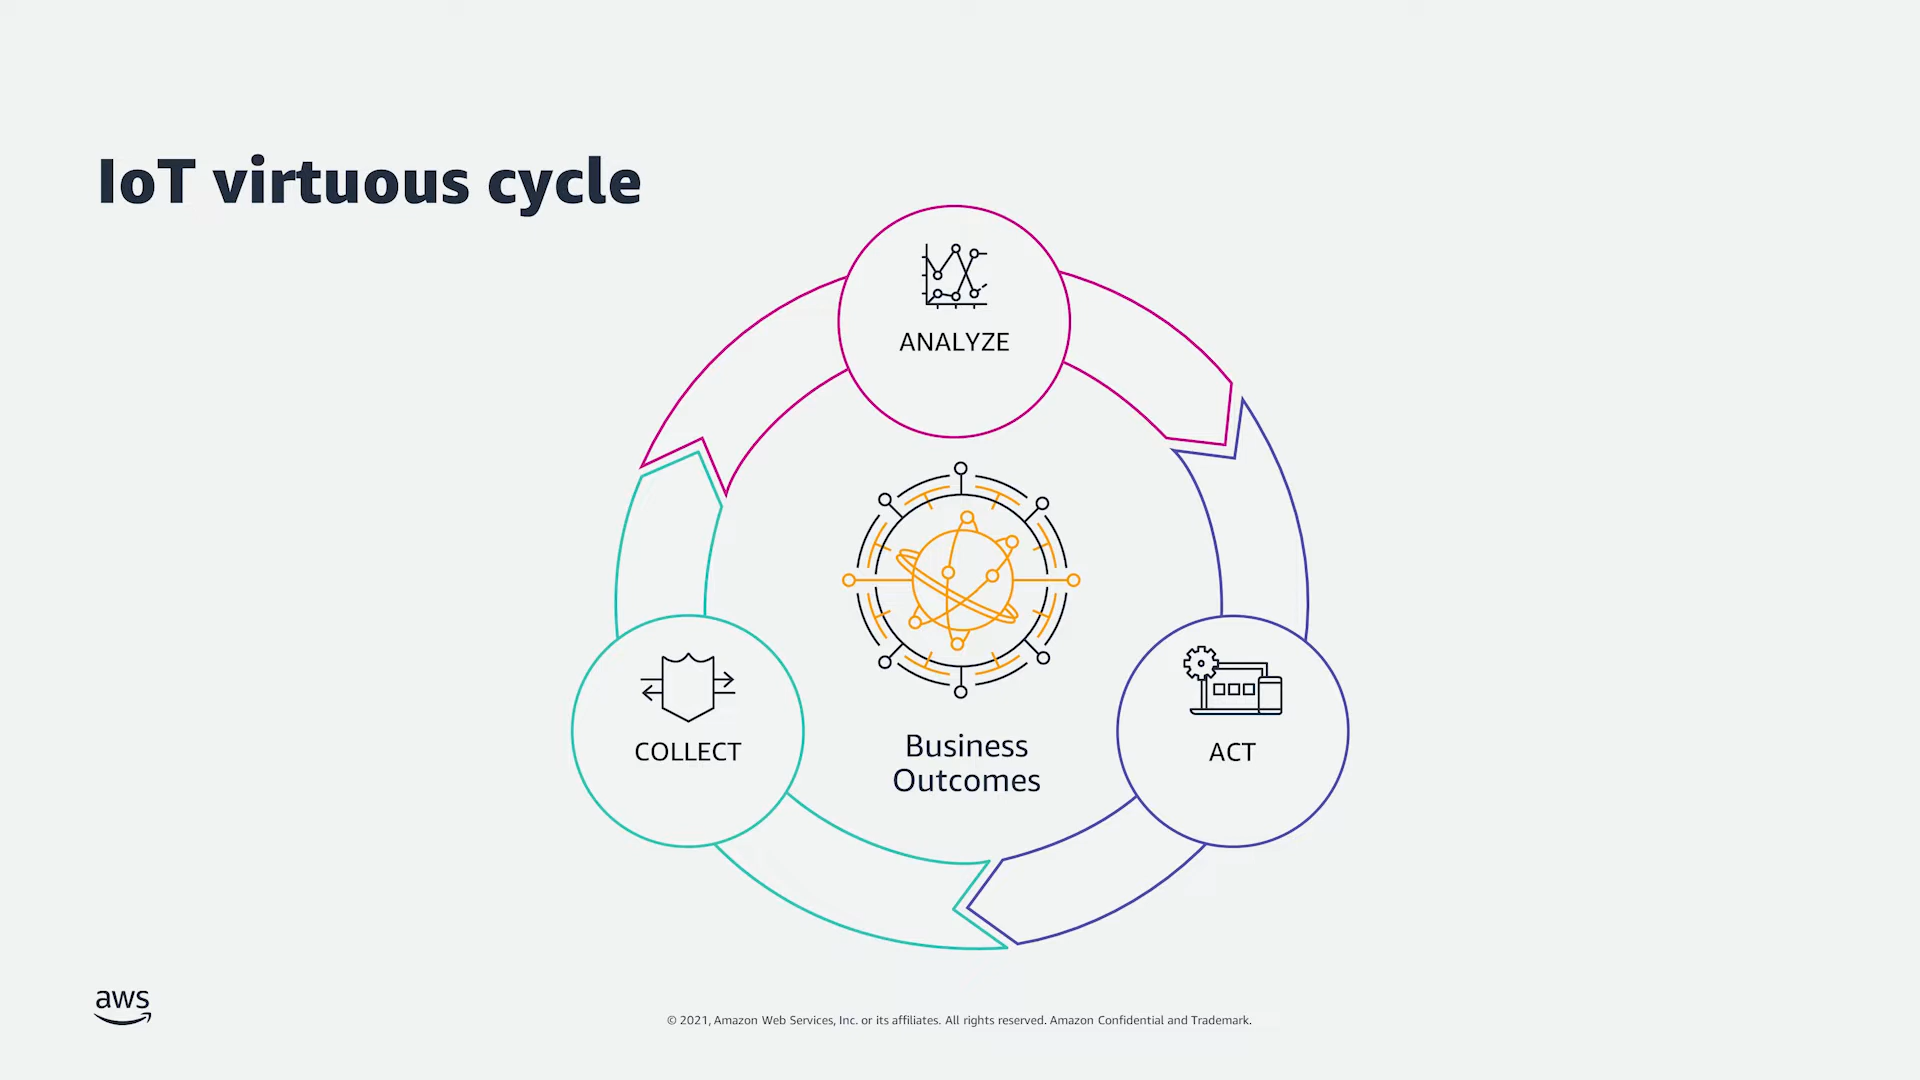 IoT virtuous cycle
ANALYZE
COLLECT
Business
Outcomes
ACT
aws
© 2021, Amazon Web Services, Inc. or its affiliates. All rights reserved. Amazon Confidential and Trademark.